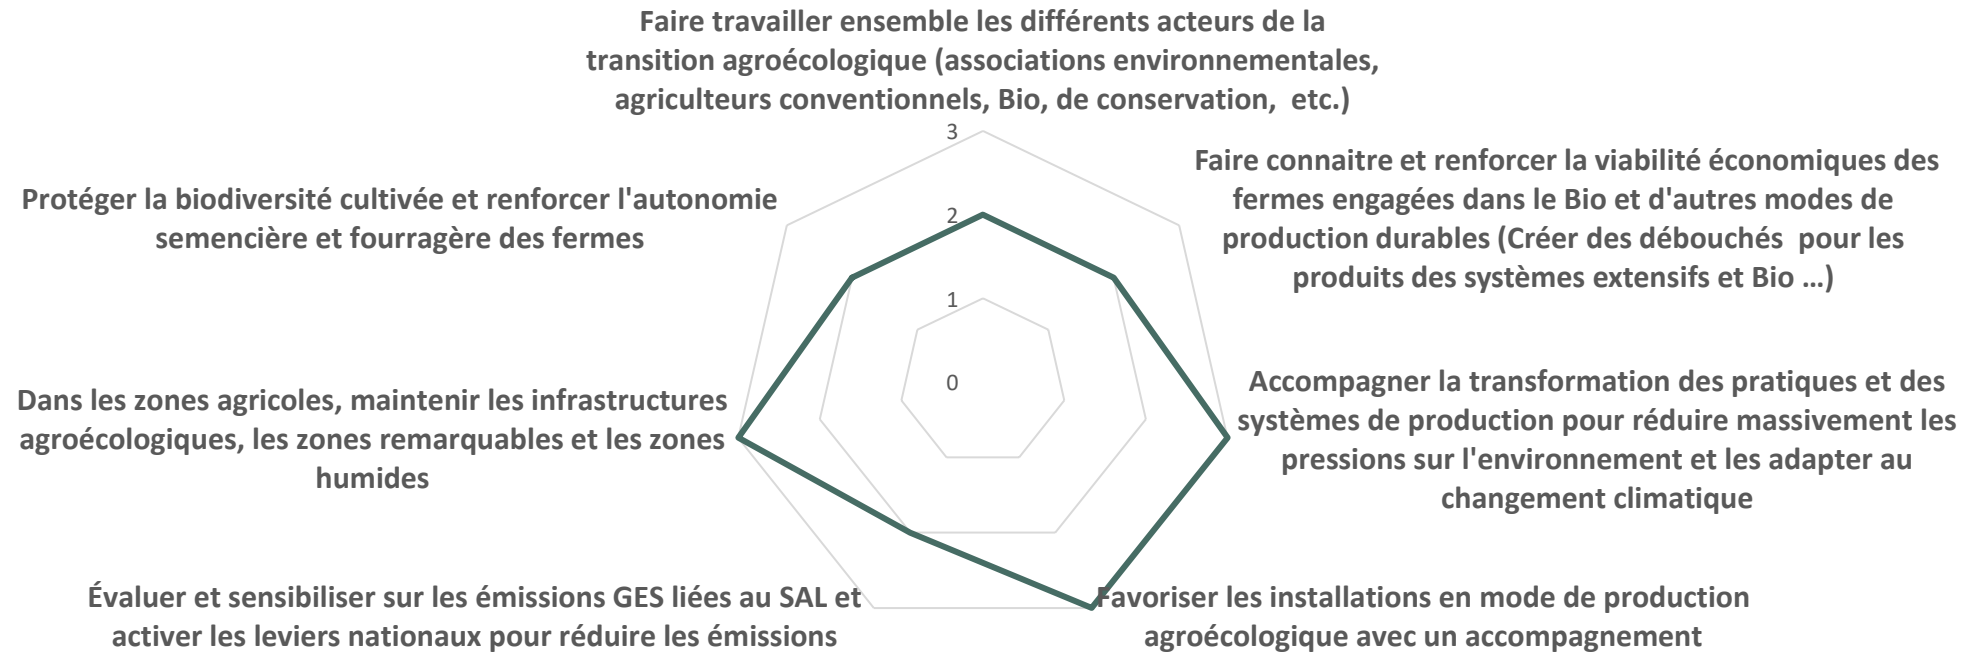 Faire travailler ensemble les différents acteurs de la
transition agroécologique (associations environnementales,
agriculteurs conventionnels, Bio, de conservation,  etc.)
3
2
1
0
Faire connaitre et renforcer la viabilité économiques des
fermes engagées dans le Bio et d'autres modes de
production durables (Créer des débouchés  pour les
produits des systèmes extensifs et Bio ...)
Accompagner la transformation des pratiques et des
systèmes de production pour réduire massivement les
pressions sur l'environnement et les adapter au
changement climatique
Favoriser les installations en mode de production
agroécologique avec un accompagnement
Évaluer et sensibiliser sur les émissions GES liées au SAL et
activer les leviers nationaux pour réduire les émissions
Dans les zones agricoles, maintenir les infrastructures
agroécologiques, les zones remarquables et les zones
humides
Protéger la biodiversité cultivée et renforcer l'autonomie
semencière et fourragère des fermes